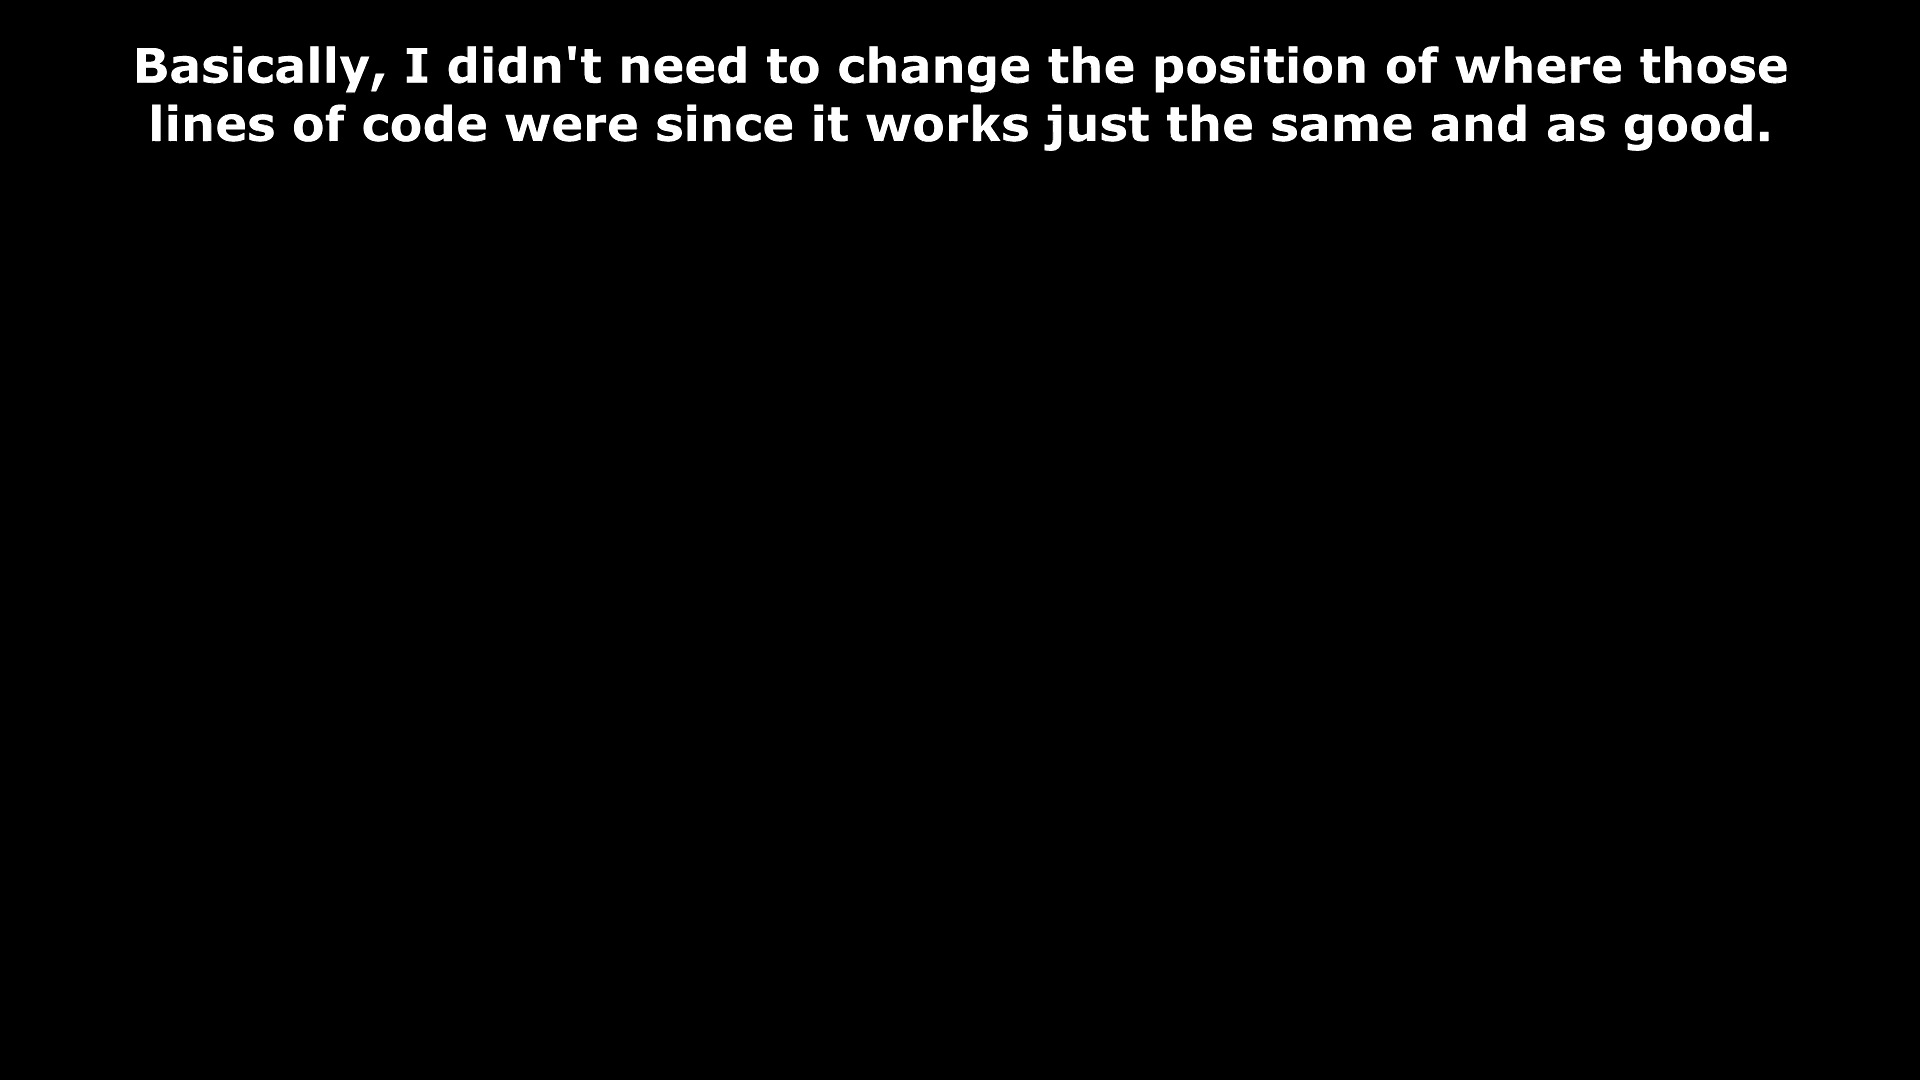 Basically, I didn't need to change the position of where those
lines of code were since it works just the same and as good.